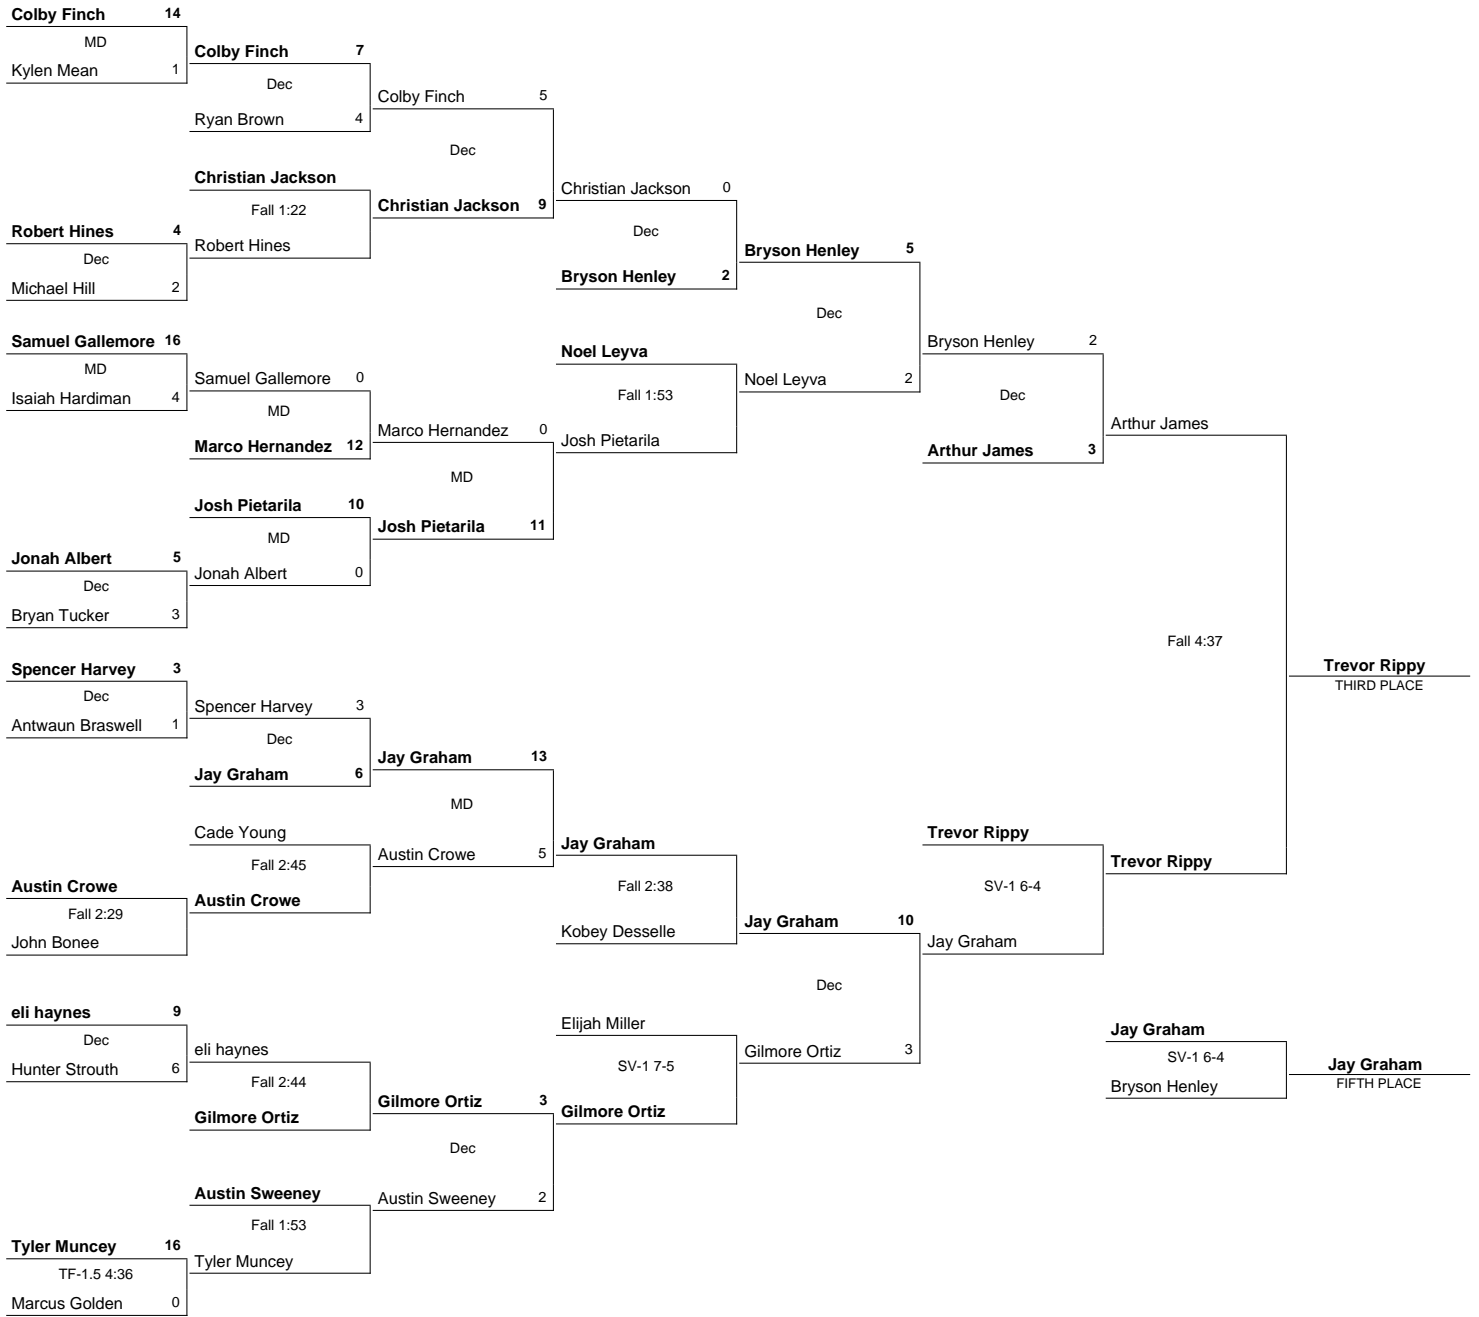 Colby Finch 14
MD
Kylen Mean 1
Colby Finch 7
Dec
Ryan Brown 4
Colby Finch 5
Dec
Christian Jackson 9
Christian Jackson
Fall 1:22
Robert Hines
Robert Hines 4
Dec
Michael Hill 2
Christian Jackson 0
Dec
Bryson Henley 2
Bryson Henley 5
Dec
Noel Leyva 2
Samuel Gallemore 16
MD
Isaiah Hardiman 4
Samuel Gallemore 0
MD
Marco Hernandez 12
Marco Hernandez 0
MD
Josh Pietarila 11
Noel Leyva
Fall 1:53
Josh Pietarila
Josh Pietarila 10
MD
Jonah Albert 0
Jonah Albert 5
Dec
Bryan Tucker 3
Bryson Henley 2
Dec
Arthur James 3
Arthur James
Fall 4:37
Trevor Rippy
Trevor Rippy
THIRD PLACE
Spencer Harvey 3
Dec
Antwaun Braswell 1
Spencer Harvey 3
Dec
Jay Graham 6
Jay Graham 13
MD
Austin Crowe 5
Cade Young
Fall 2:45
Austin Crowe
Austin Crowe
Fall 2:29
John Bonee
Jay Graham
Fall 2:38
Kobey Desselle
Jay Graham 10
Dec
Gilmore Ortiz 3
Trevor Rippy
SV-1 6-4
Jay Graham
eli haynes 9
Dec
Hunter Strouth 6
eli haynes
Fall 2:44
Gilmore Ortiz
Gilmore Ortiz 3
Dec
Austin Sweeney 2
Elijah Miller
SV-1 7-5
Gilmore Ortiz
Austin Sweeney
Fall 1:53
Tyler Muncey
Tyler Muncey 16
TF-1.5 4:36
Marcus Golden 0
Jay Graham
SV-1 6-4
Bryson Henley
Jay Graham
FIFTH PLACE